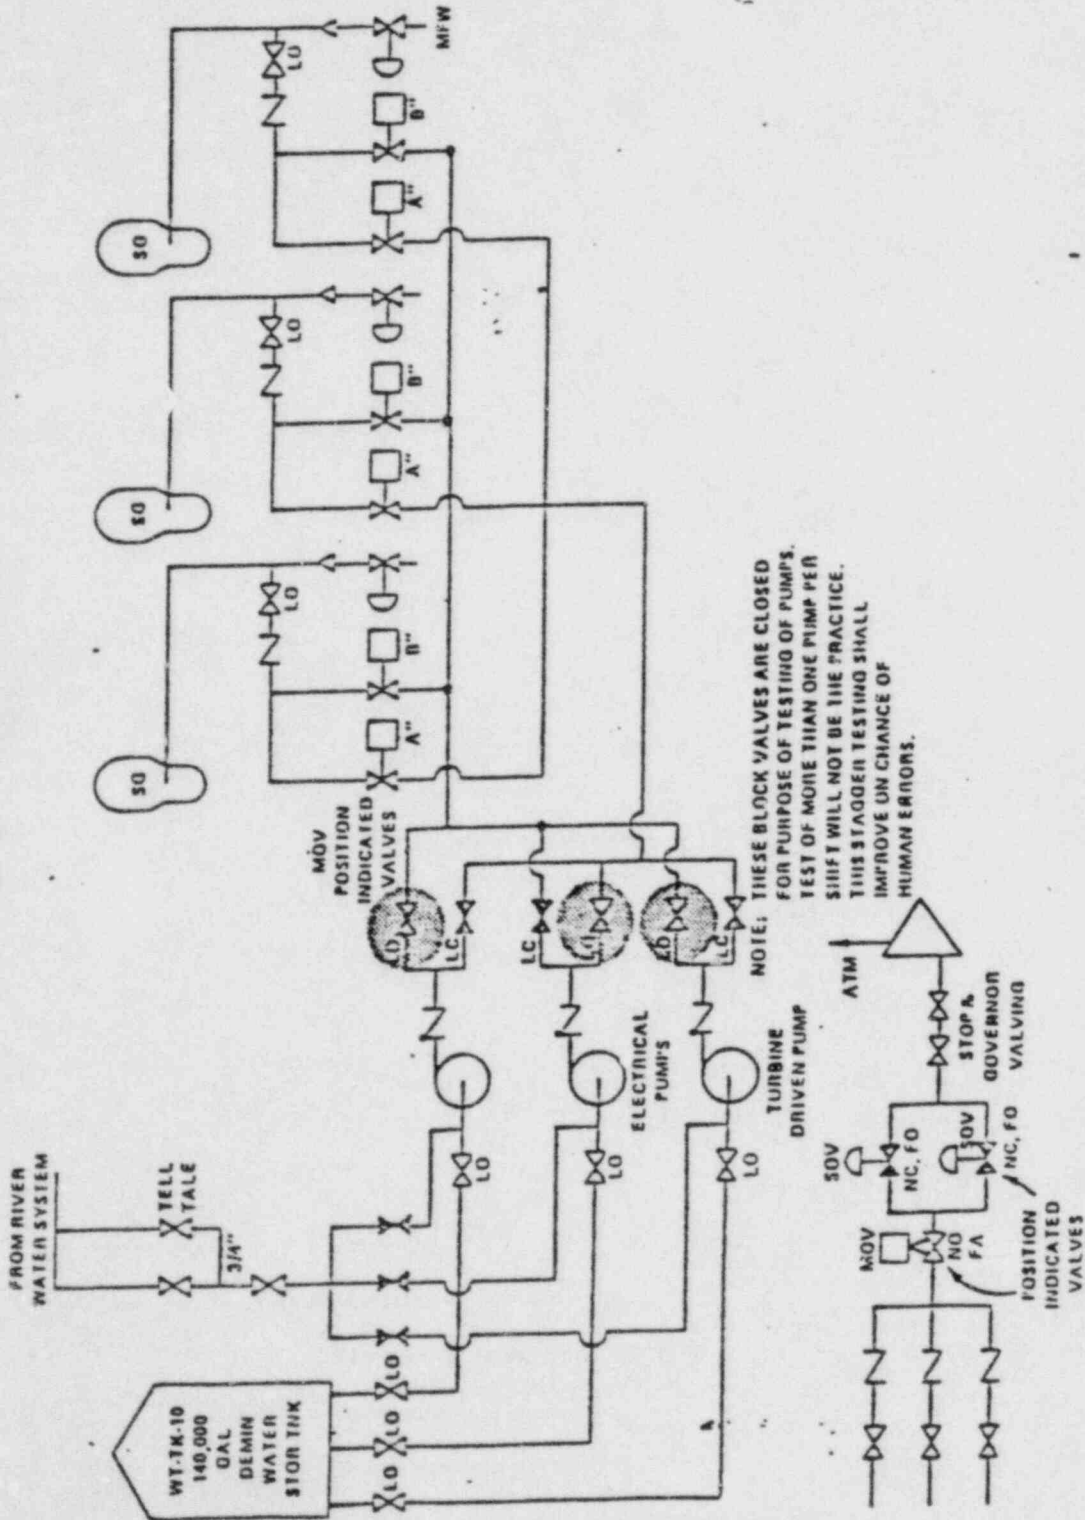 FROM RIVER
WATER SYSTEM
TELL
TALE
3/4"
WT-TK-10
140,000
GAL
DEMIN
WATER
STOR TNK
LO
LO
LO
LO
LO
LO
ELECTRICAL
PUMPS
TURBINE
DRIVEN PUMP
MOV
POSITION
INDICATED
VALVES
LO
LC
LC
LO
LO
LC
SG
SG
SG
LO
LO
LO
A"
B"
A"
B"
A"
B"
MFW
NOTE: THESE BLOCK VALVES ARE CLOSED
FOR PURPOSE OF TESTING OF PUMPS.
TEST OF MORE THAN ONE PUMP PER
SHIFT WILL NOT BE THE PRACTICE.
THIS STAGGER TESTING SHALL
IMPROVE ON CHANCE OF
HUMAN ERRORS.
ATM
STOP &
GOVERNOR
VALVING
SOV
NC, FO
SOV
NC, FO
MOV
NO
FA
POSITION
INDICATED
VALVES